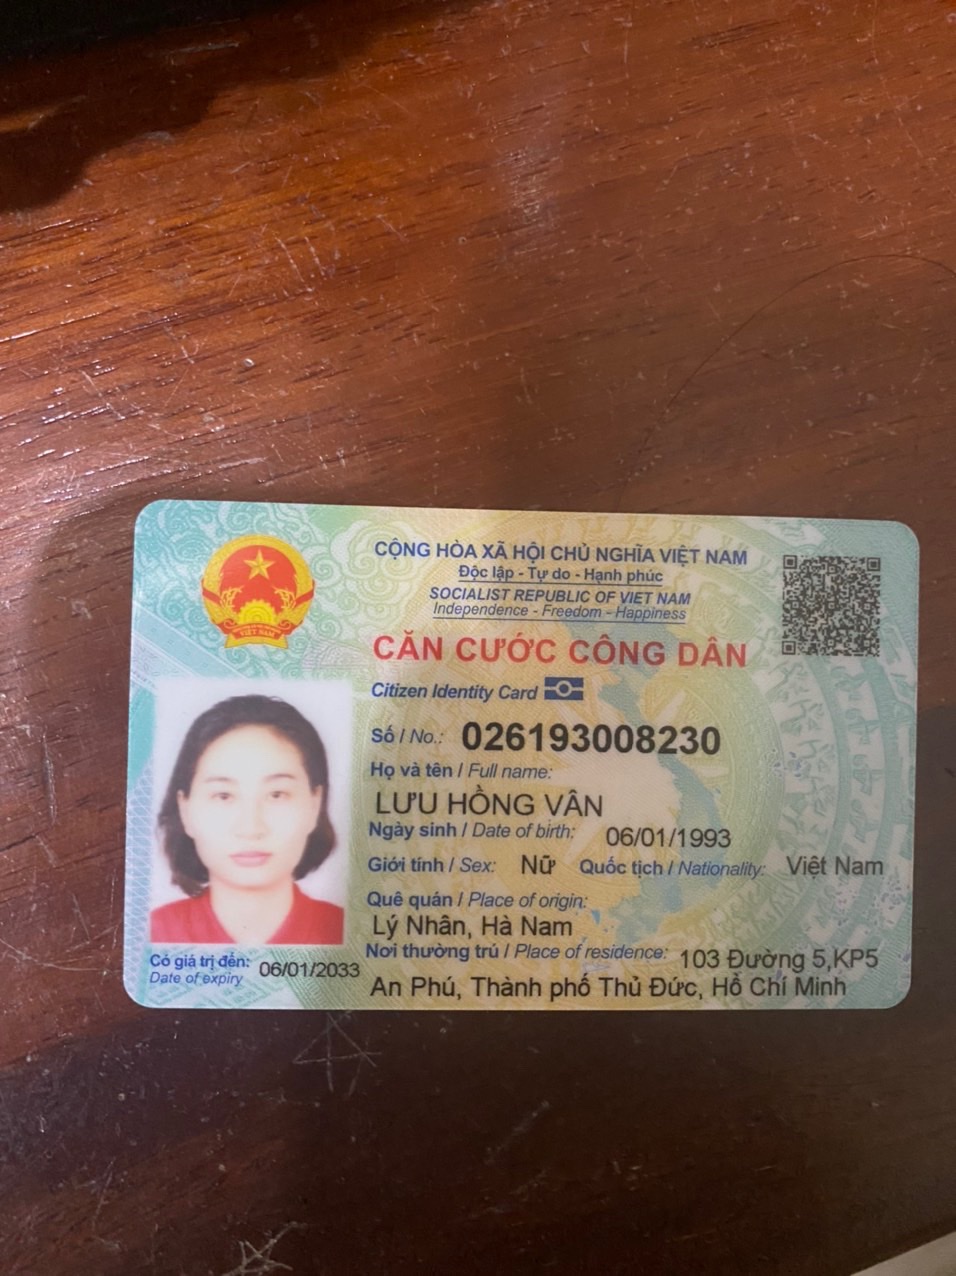 CỘNG HÒA XÃ HỘI CHỦ NGHĨA VIỆT NAM
Độc lập - Tự do - Hạnh phúc
SOCIALIST REPUBLIC OF VIET NAM
Independence - Freedom - Happiness
CĂN CƯỚC CÔNG DÂN
Citizen Identity Card
Số / No.: 026193008230
Họ và tên / Full name:
LƯU HỒNG VÂN
Ngày sinh / Date of birth: 06/01/1993
Giới tính / Sex: Nữ Quốc tịch / Nationality: Việt Nam
Quê quán / Place of origin:
Lý Nhân, Hà Nam
Nơi thường trú / Place of residence: 103 Đường 5,KP5
An Phú, Thành phố Thủ Đức, Hồ Chí Minh
Có giá trị đến: 06/01/2033
Date of expiry
VIỆT NAM